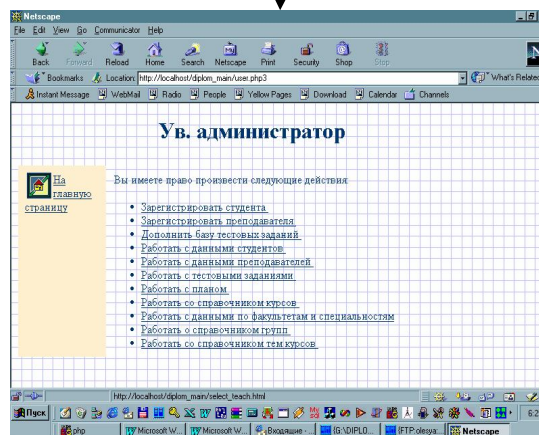 Netscape
File Edit View Go Communicator Help
Back Forward Reload Home Search Netscape Print Security Shop Stop
Bookmarks Location: http://localhost/diplom_main/user.php3 What's Related
Instant Message WebMail Radio People Yellow Pages Download Calendar Channels
Ув. администратор
На главную страницу
Вы имеете право произвести следующие действия
Зарегистрировать студента
Зарегистрировать преподавателя
Дополнить базу тестовых заданий
Работать с данными студентов
Работать с данными преподавателей
Работать с тестовыми заданиями
Работать с планом
Работать со справочником курсов
Работать с данными по факультетам и специальностям
Работать о справочником групп
Работать со справочником тем курсов
http://localhost/diplom_main/select_teach.html
Пуск
php Microsoft W... Microsoft W... Входящие - ... {G:\DIPLO... {FTP:olesya... Netscape